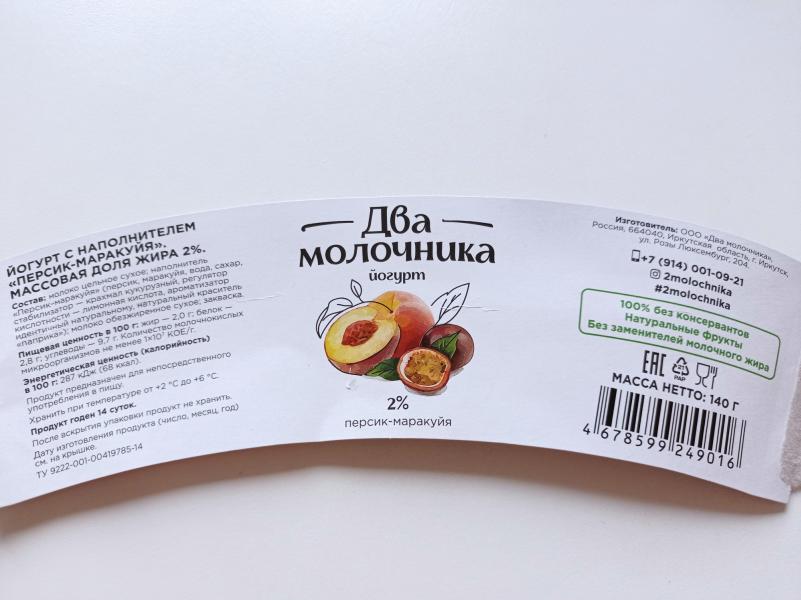 ЙОГУРТ С НАПОЛНИТЕЛЕМ
«ПЕРСИК-МАРАКУЙЯ».
МАССОВАЯ ДОЛЯ ЖИРА 2%.
Состав: молоко цельное сухое; наполнитель
«Персик-маракуйя» (персик, маракуйя, вода, сахар,
стабилизатор – крахмал кукурузный, регулятор
кислотности – лимонная кислота, ароматизатор
идентичный натуральному, натуральный краситель
«паприка»); молоко обезжиренное сухое; закваска.
Пищевая ценность в 100 г: жир – 2,0 г; белок –
2,8 г; углеводы – 9,7 г. Количество молочнокислых
микроорганизмов не менее 1×10⁷ КОЕ/г.
Энергетическая ценность (калорийность)
в 100 г: 287 кДж (68 ккал).
Продукт предназначен для непосредственного
употребления в пищу.
Хранить при температуре от +2 °С до +6 °С.
Продукт годен 14 суток.
После вскрытия упаковки продукт не хранить.
Дату изготовления продукта (число, месяц, год)
см. на крышке.
ТУ 9222-001-00419785-14
Два
молочника
йогурт
2%
персик-маракуйя
Изготовитель: ООО «Два молочника»,
Россия, 664040, Иркутская область, г. Иркутск,
ул. Розы Люксембург, 204.
+7 (914) 001-09-21
2molochnika
#2molochnika
100% без консервантов
Натуральные фрукты
Без заменителей молочного жира
EAC
21
PAP
МАССА НЕТТО: 140 Г
4 678599 249016